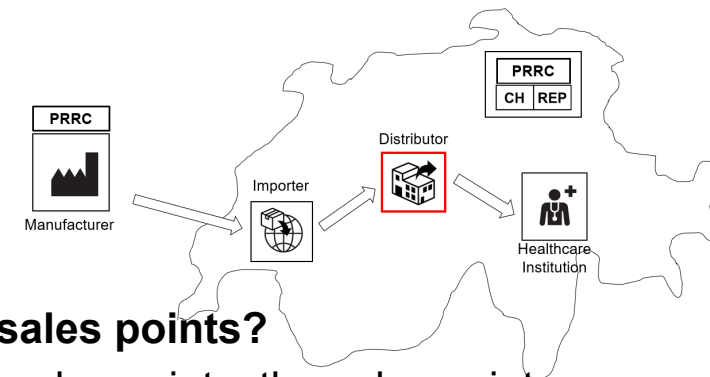 PRRC
CH REP
PRRC
Distributor
Importer
Manufacturer
Healthcare
Institution
sales points?